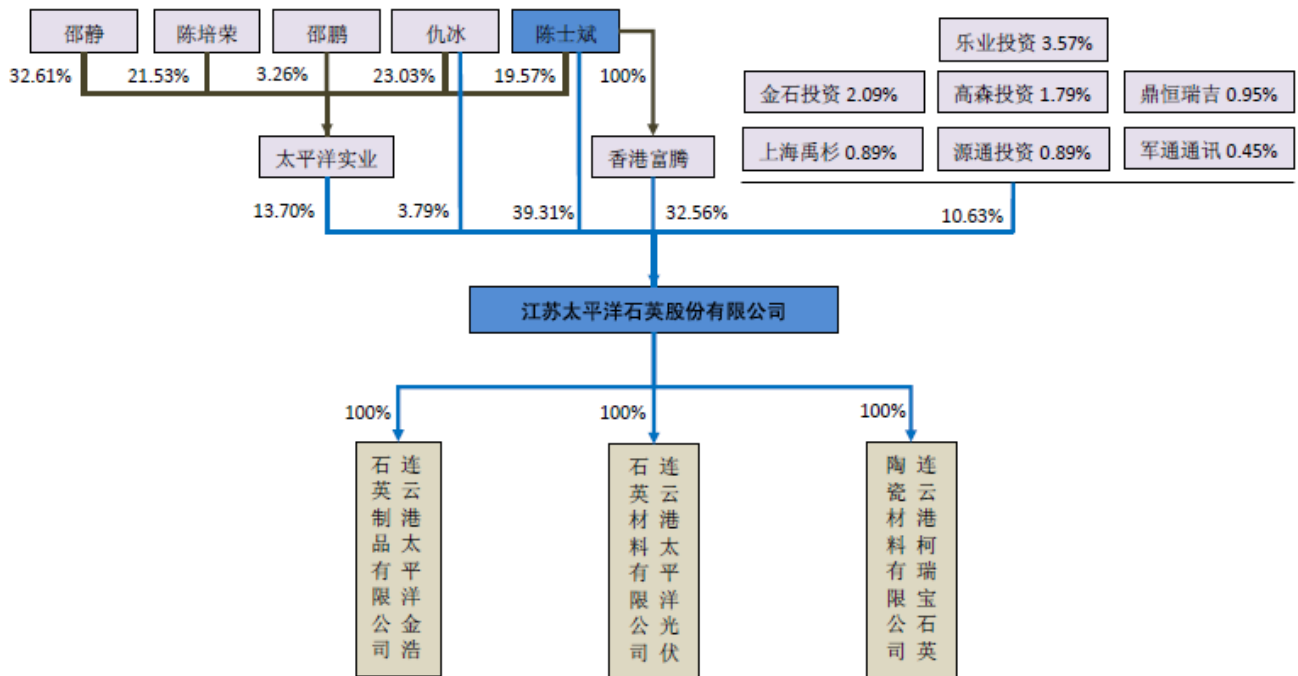 邵静
陈培荣
邵鹏
仇冰
陈士斌
乐业投资 3.57%
32.61%
21.53%
3.26%
23.03%
19.57%
100%
金石投资 2.09%
高森投资 1.79%
鼎恒瑞吉 0.95%
太平洋实业
香港富腾
上海禹杉 0.89%
源通投资 0.89%
军通通讯 0.45%
13.70%
3.79%
39.31%
32.56%
10.63%
江苏太平洋石英股份有限公司
100%
100%
100%
连云港太平洋金浩
石英制品有限公司
连云港太平洋光伏
石英材料有限公司
连云港柯瑞宝石英
陶瓷材料有限公司